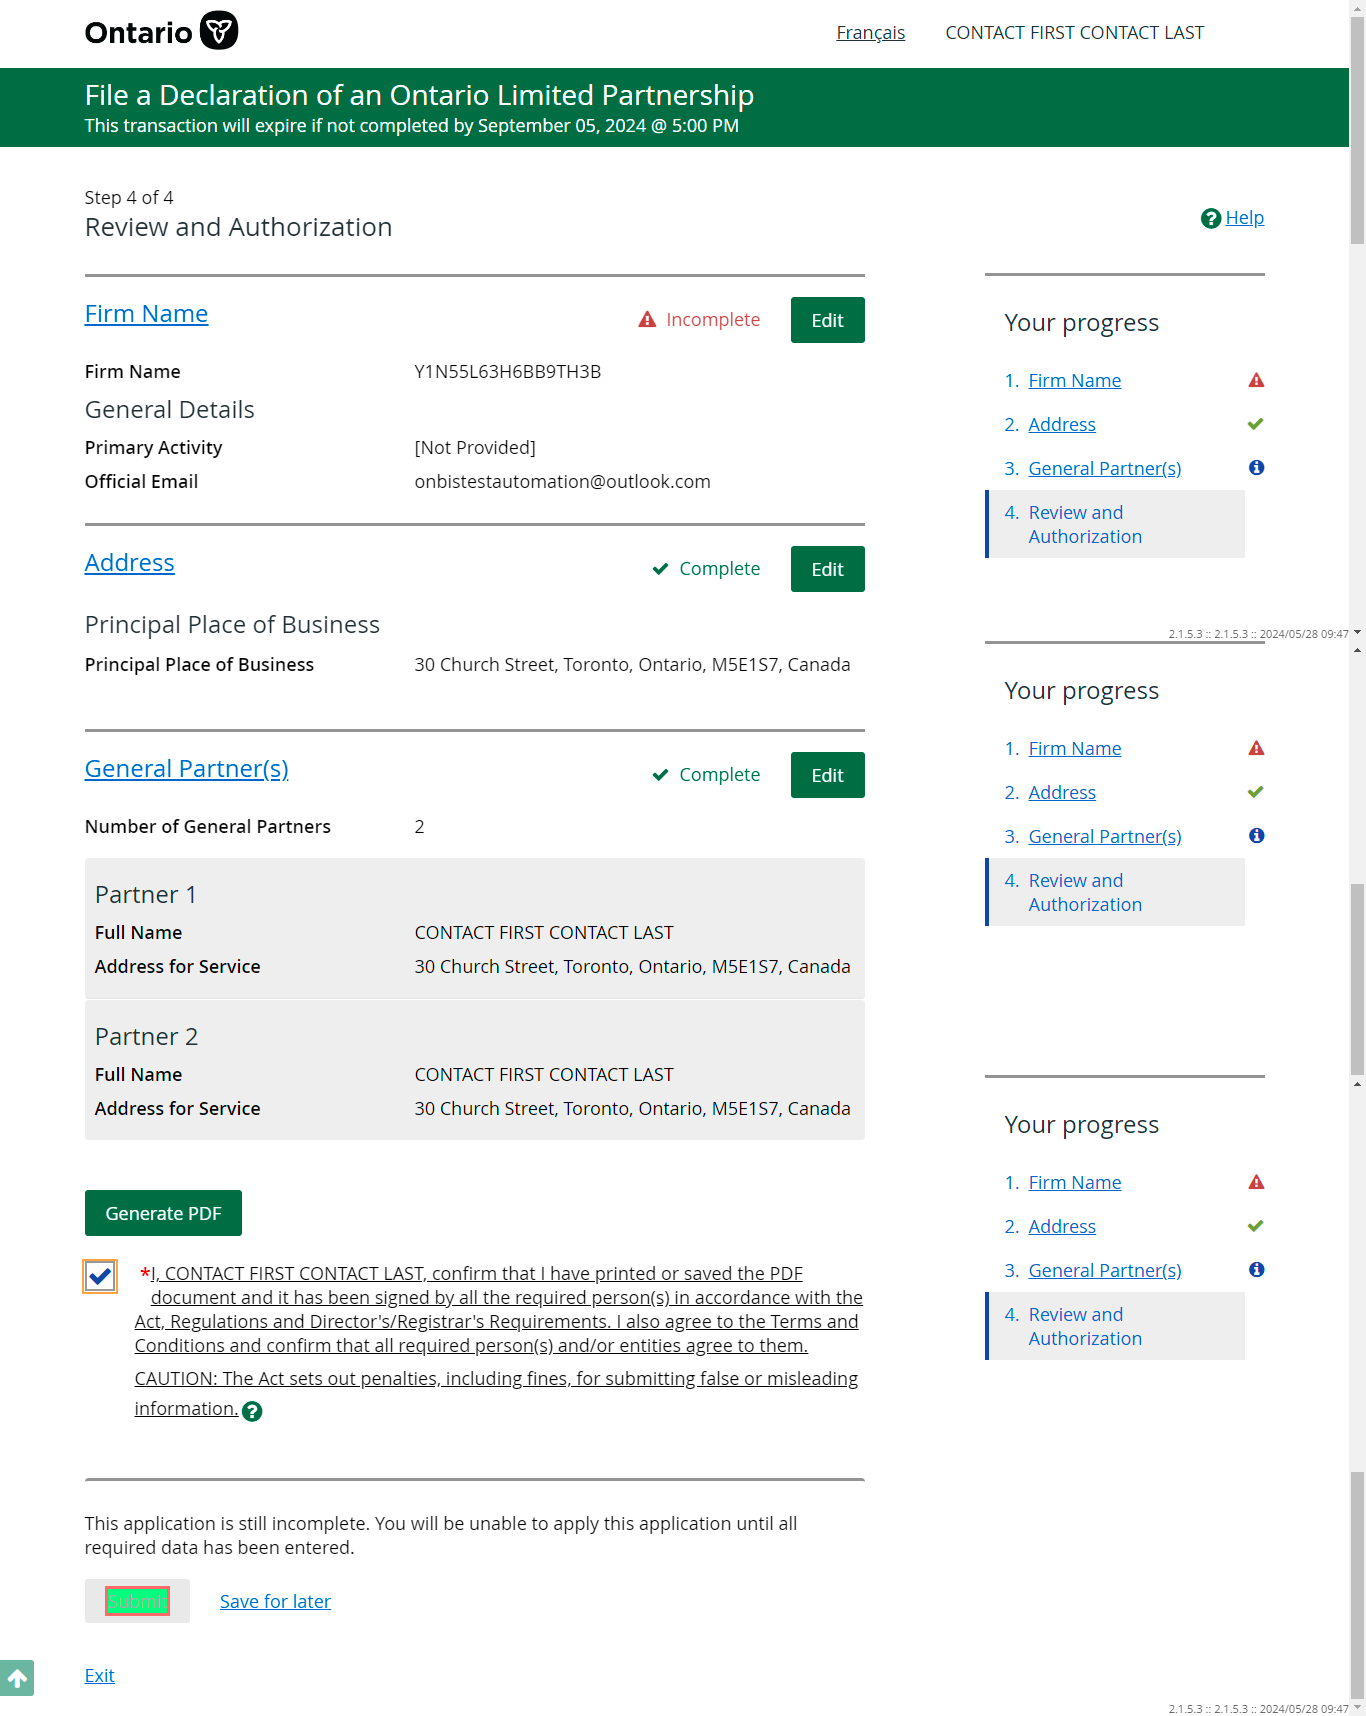 Ontario
Français
CONTACT FIRST CONTACT LAST
File a Declaration of an Ontario Limited Partnership
This transaction will expire if not completed by September 05, 2024 @ 5:00 PM
Step 4 of 4
Review and Authorization
Help
Firm Name
Incomplete
Edit
Firm Name Y1N55L63H6BB9TH3B
General Details
Primary Activity [Not Provided]
Official Email onbistestautomation@outlook.com
Address
Complete
Edit
Principal Place of Business
Principal Place of Business 30 Church Street, Toronto, Ontario, M5E1S7, Canada
General Partner(s)
Complete
Edit
Number of General Partners 2
Partner 1
Full Name CONTACT FIRST CONTACT LAST
Address for Service 30 Church Street, Toronto, Ontario, M5E1S7, Canada
Partner 2
Full Name CONTACT FIRST CONTACT LAST
Address for Service 30 Church Street, Toronto, Ontario, M5E1S7, Canada
Generate PDF
*I, CONTACT FIRST CONTACT LAST, confirm that I have printed or saved the PDF
document and it has been signed by all the required person(s) in accordance with the
Act, Regulations and Director's/Registrar's Requirements. I also agree to the Terms and
Conditions and confirm that all required person(s) and/or entities agree to them.
CAUTION: The Act sets out penalties, including fines, for submitting false or misleading
information.
This application is still incomplete. You will be unable to apply this application until all
required data has been entered.
Submit
Save for later
Exit
Your progress
1. Firm Name
2. Address
3. General Partner(s)
4. Review and
Authorization
2.1.5.3 :: 2.1.5.3 :: 2024/05/28 09:47
Your progress
1. Firm Name
2. Address
3. General Partner(s)
4. Review and
Authorization
Your progress
1. Firm Name
2. Address
3. General Partner(s)
4. Review and
Authorization
2.1.5.3 :: 2.1.5.3 :: 2024/05/28 09:47